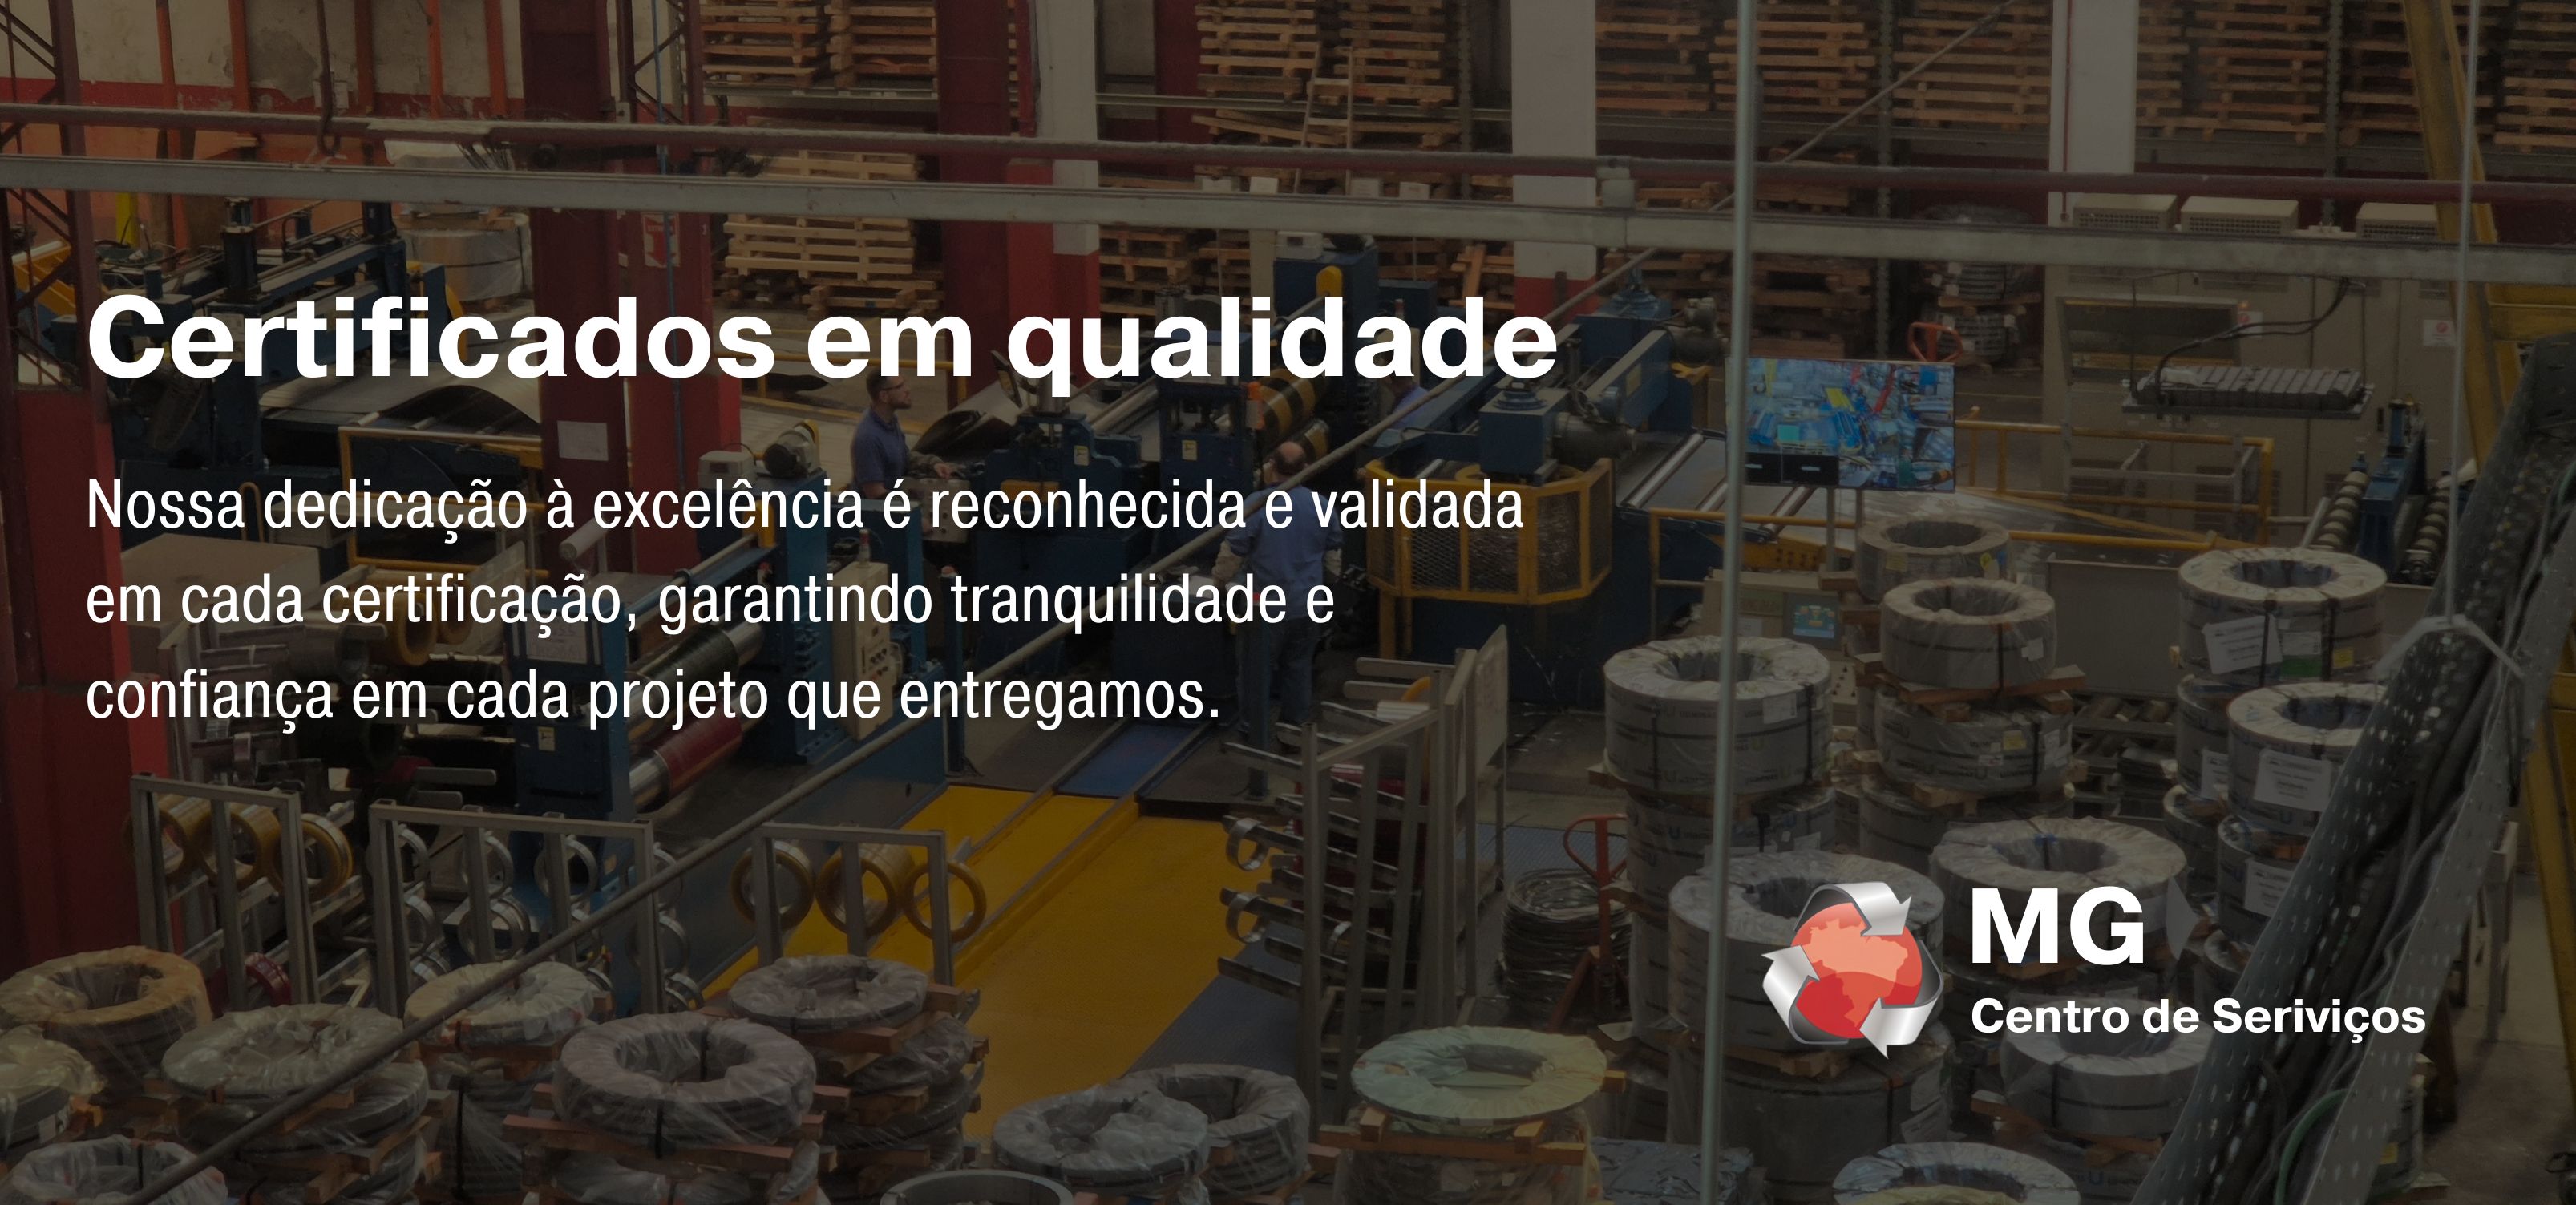 Certificados em qualidade
Nossa dedicação à excelência é reconhecida e validada
em cada certificação, garantindo tranquilidade e
confiança em cada projeto que entregamos.
MG
Centro de Seriviços